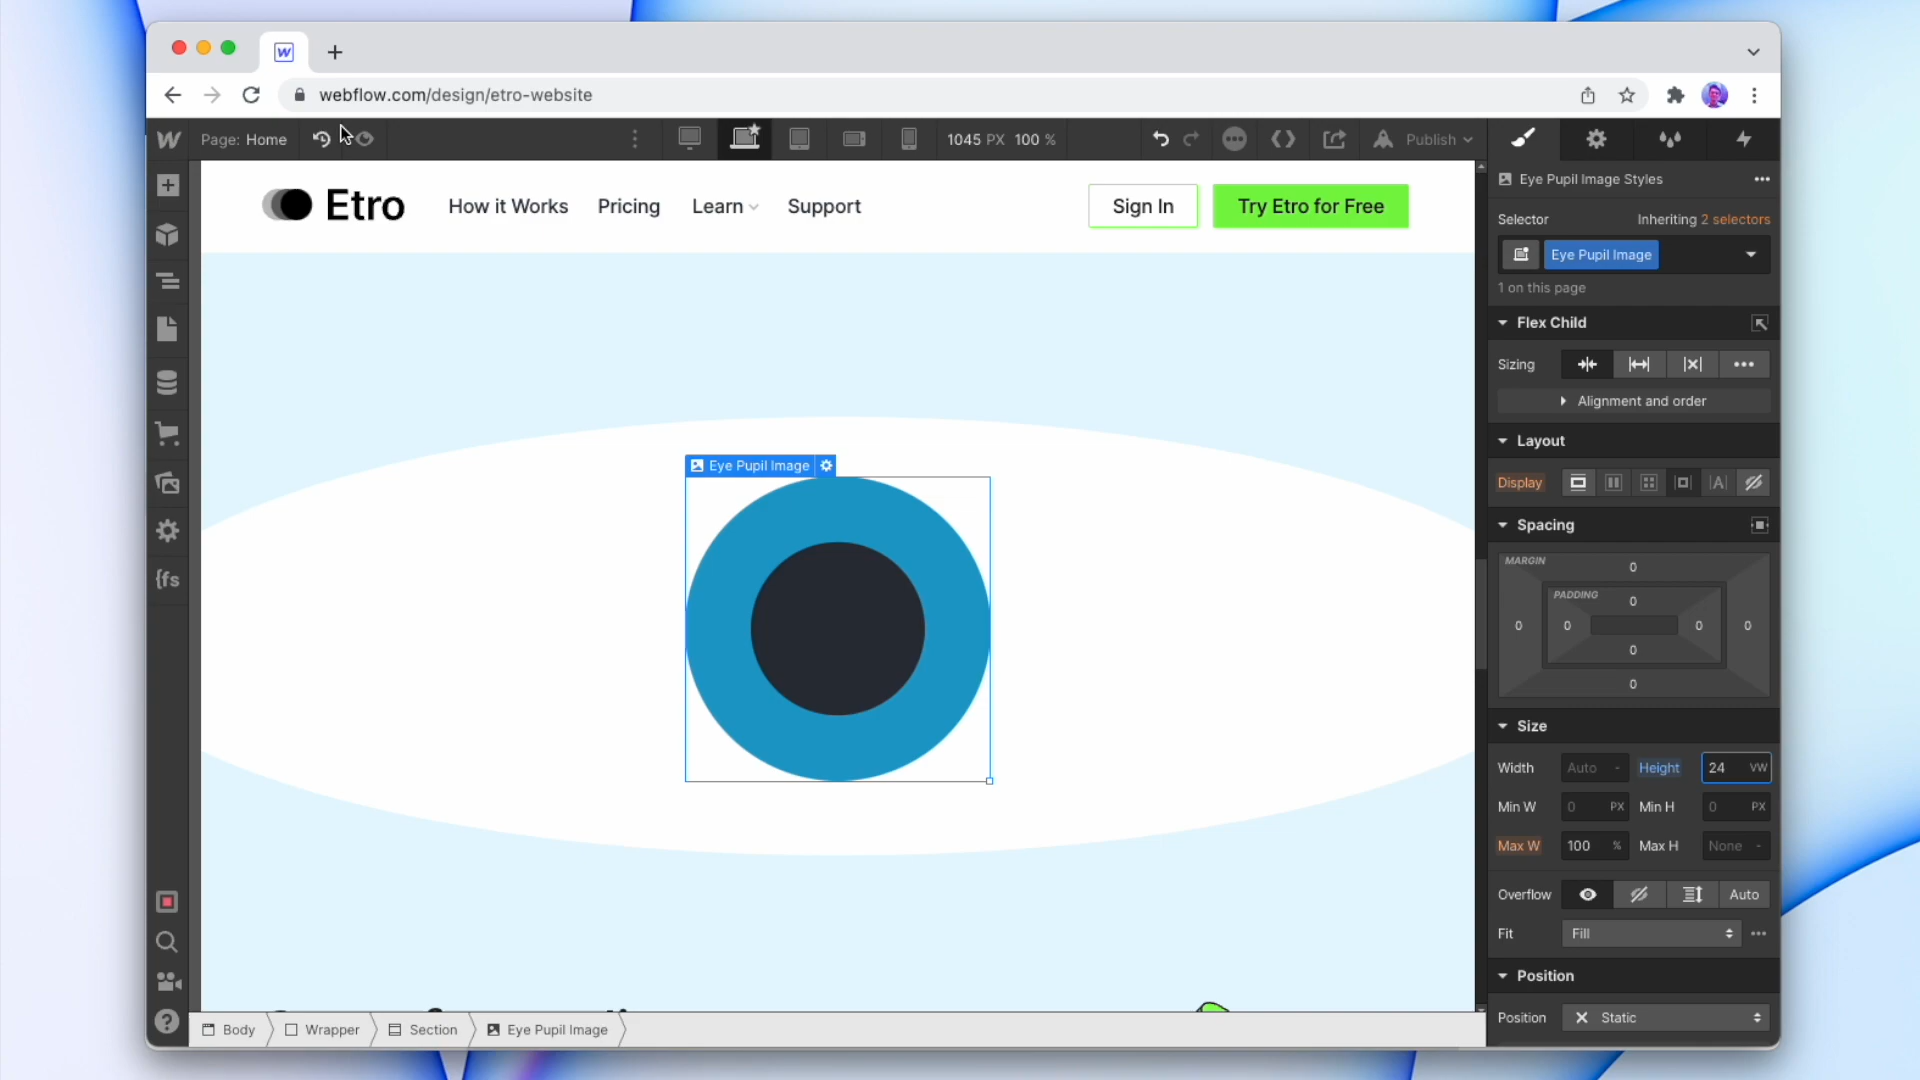 webflow.com/design/etro-website
Page: Home
1045 PX 100 %
Publish
Etro
How it Works
Pricing
Learn
Support
Sign In
Try Etro for Free
Eye Pupil Image
Eye Pupil Image Styles
Selector
Inheriting 2 selectors
Eye Pupil Image
1 on this page
Flex Child
Sizing
Alignment and order
Layout
Display
Spacing
MARGIN
0
PADDING
0
0 0 0 0
0
0
Size
Width Auto - Height 24 VW
Min W 0 PX Min H 0 PX
Max W 100 % Max H None -
Overflow Auto
Fit Fill
Position
Position Static
{fs
Body Wrapper Section Eye Pupil Image